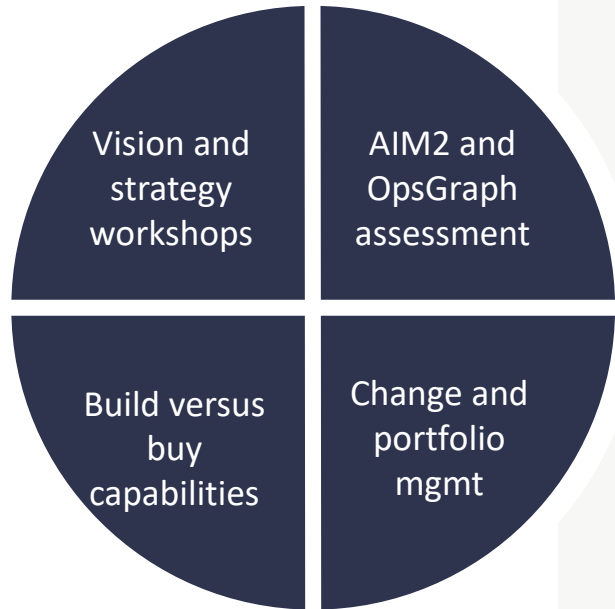 Vision and
strategy
workshops
AIM2 and
OpsGraph
assessment
Build versus
buy
capabilities
Change and
portfolio
mgmt